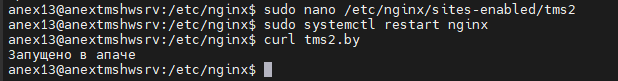 anex13@anextmshwsrv:/etc/nginx$ sudo nano /etc/nginx/sites-enabled/tms2
anex13@anextmshwsrv:/etc/nginx$ sudo systemctl restart nginx
anex13@anextmshwsrv:/etc/nginx$ curl tms2.by
Запущено в апаче
anex13@anextmshwsrv:/etc/nginx$